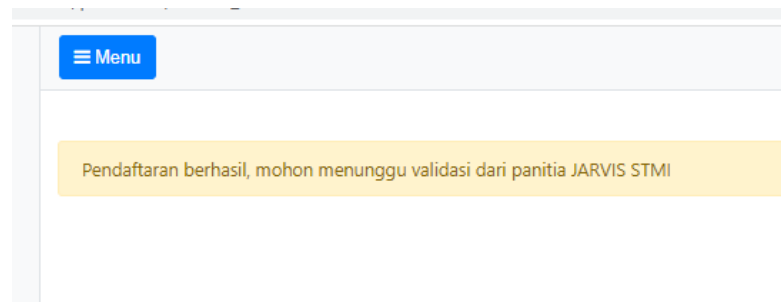 Menu
Pendaftaran berhasil, mohon menunggu validasi dari panitia JARVIS STMI